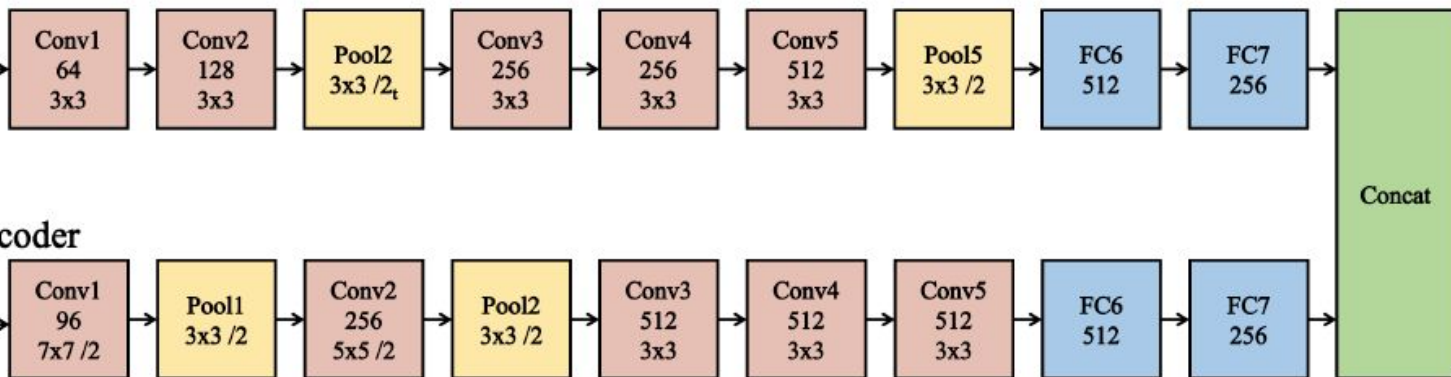 Conv1
64
3x3
Conv2
128
3x3
Pool2
3x3 /2t
Conv3
256
3x3
Conv4
256
3x3
Conv5
512
3x3
Pool5
3x3 /2
FC6
512
FC7
256
Concat
coder
Conv1
96
7x7 /2
Pool1
3x3 /2
Conv2
256
5x5 /2
Pool2
3x3 /2
Conv3
512
3x3
Conv4
512
3x3
Conv5
512
3x3
FC6
512
FC7
256